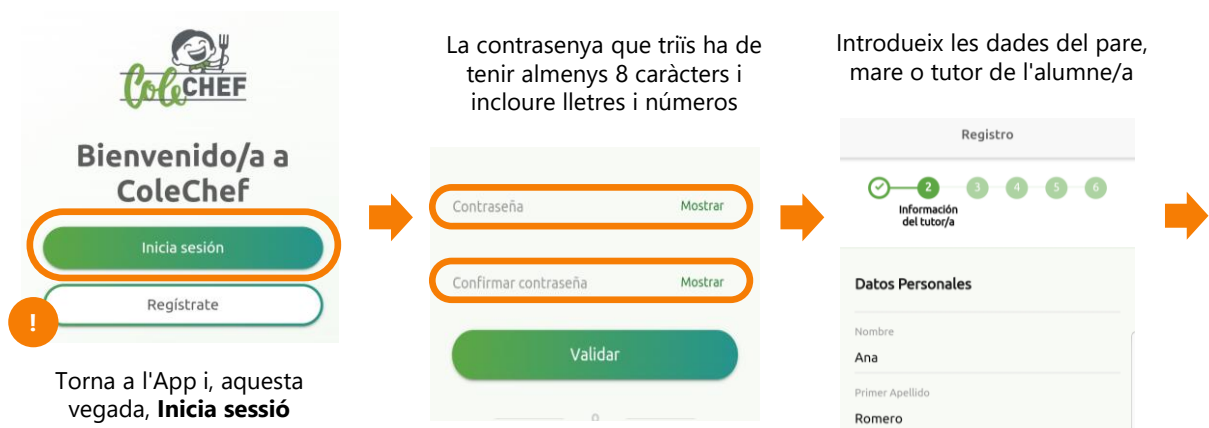 ColeCHEF
Bienvenido/a a
ColeChef
Inicia sesión
Regístrate
!
Torna a l'App i, aquesta
vegada, Inicia sessió
La contrasenya que triïs ha de
tenir almenys 8 caràcters i
incloure lletres i números
Contraseña Mostrar
Confirmar contraseña Mostrar
Validar
Introdueix les dades del pare,
mare o tutor de l'alumne/a
Registro
2 3 4 5 6
Información
del tutor/a
Datos Personales
Nombre
Ana
Primer Apellido
Romero